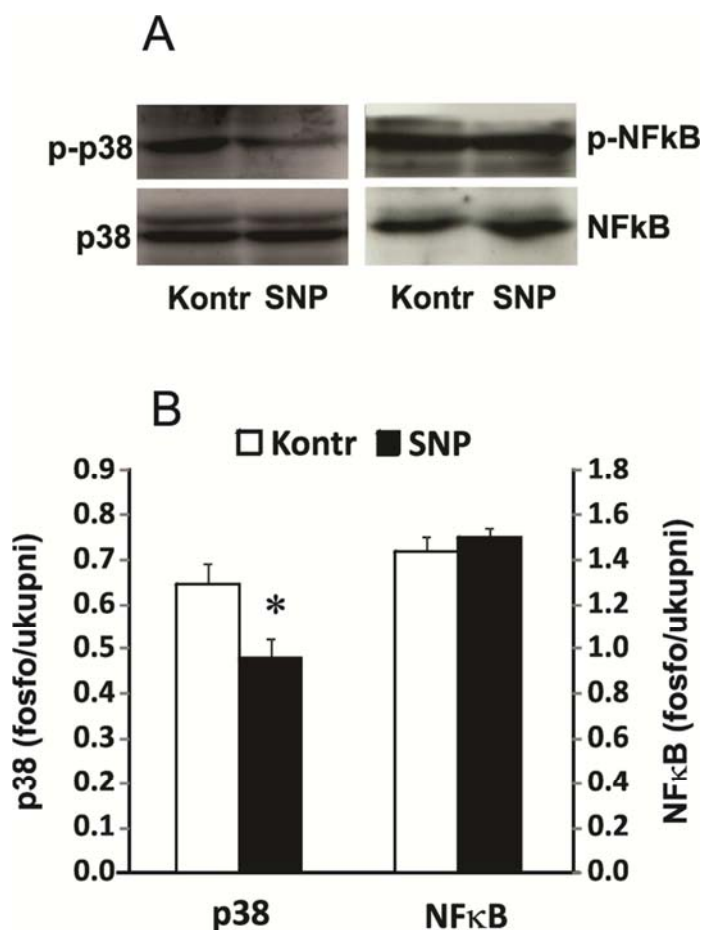 A
p-p38
p-NFkB
p38
NFkB
Kontr SNP
Kontr SNP
B
Kontr SNP
0.9
0.8
0.7
0.6
0.5
0.4
0.3
0.2
0.1
0.0
p38 (fosfo/ukupni)
*
1.8
1.6
1.4
1.2
1.0
0.8
0.6
0.4
0.2
0.0
NFκB (fosfo/ukupni)
p38
NFκB